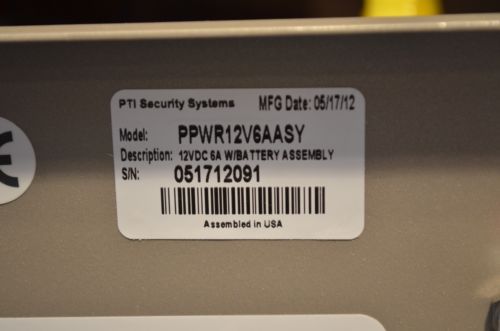 PTI Security Systems MFG Date: 05/17/12
Model: PPWR12V6AASY
Description: 12VDC 6A W/BATTERY ASSEMBLY
S/N: 051712091
Assembled in USA
CE